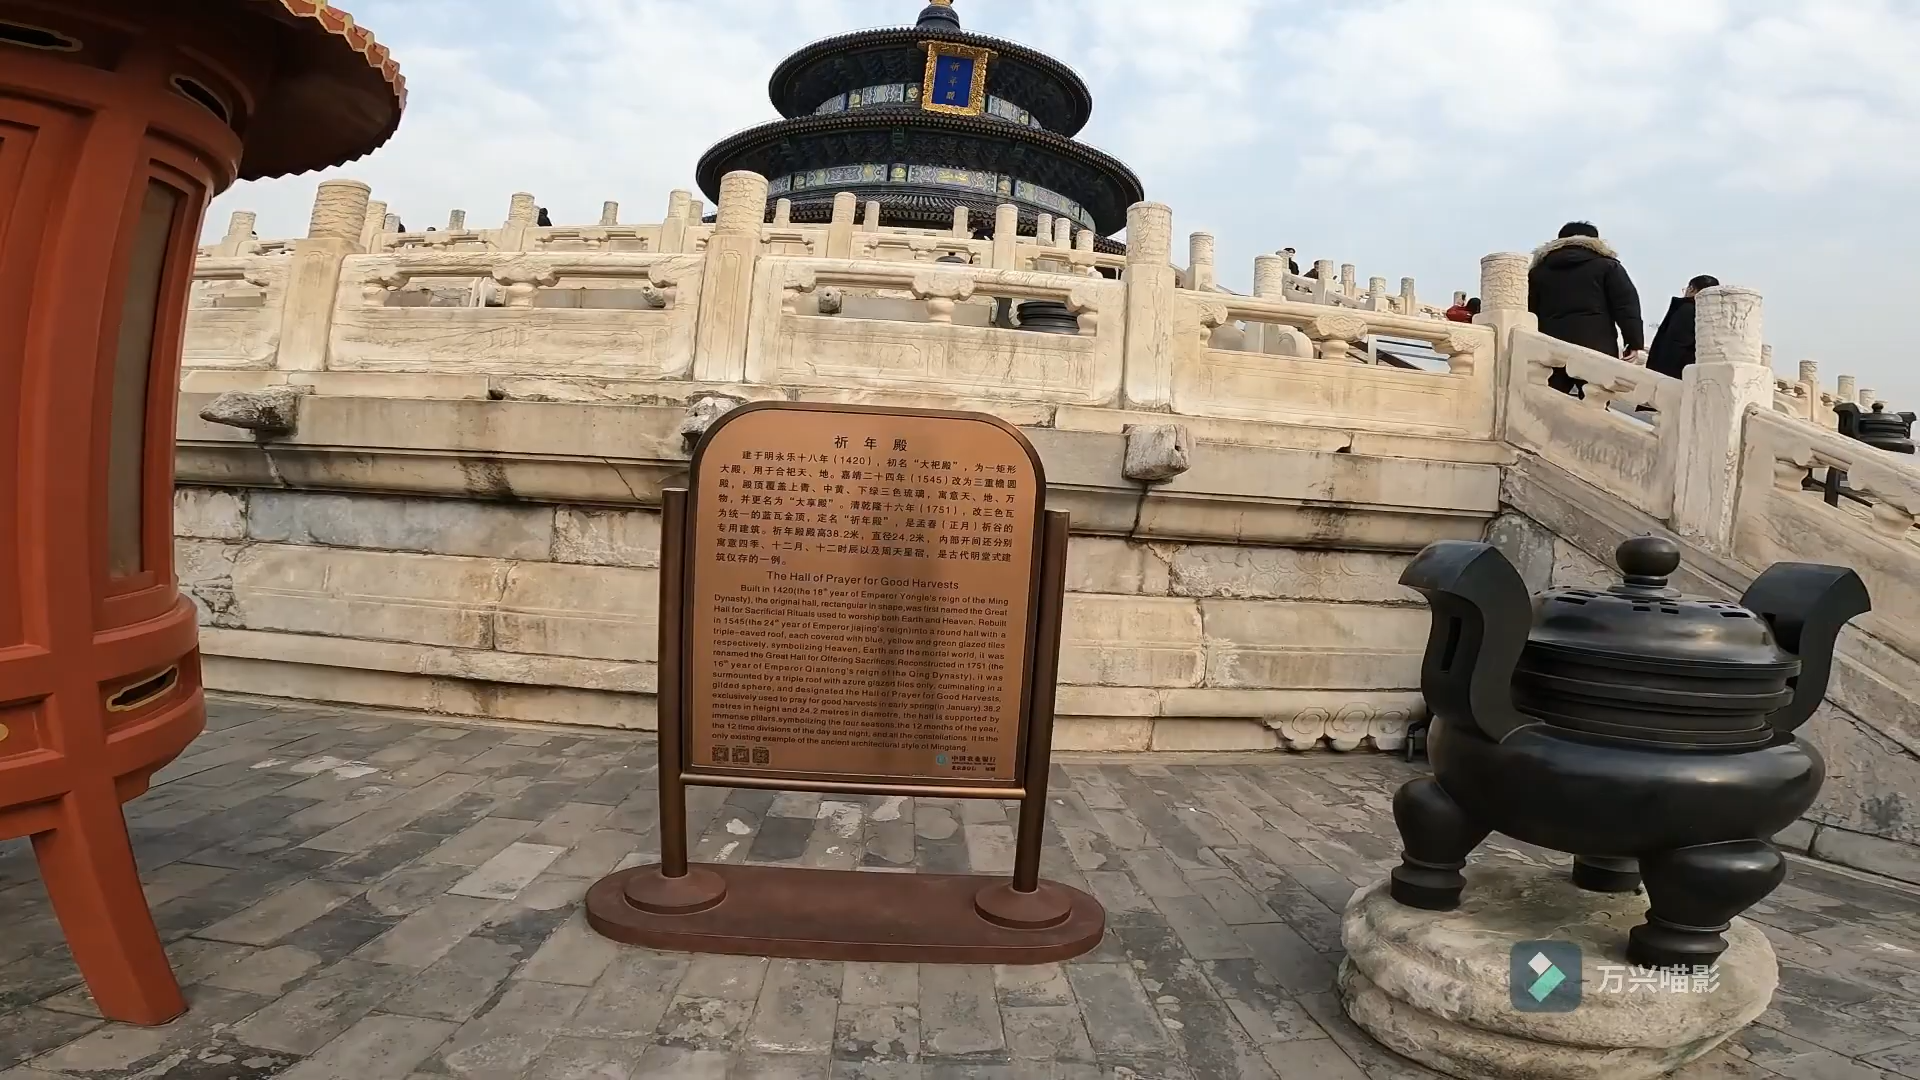 祈年殿
祈 年 殿
建于明永乐十八年（1420），初名“大祀殿”，为一矩形
大殿，用于合祀天、地。嘉靖二十四年（1545）改为三重檐圆
殿，殿顶覆盖上青、中黄、下绿三色琉璃，寓意天、地、万
物，并更名为“大享殿”。清乾隆十六年（1751），改三色瓦
为统一的蓝瓦金顶，定名“祈年殿”，是孟春（正月）祈谷的
专用建筑。祈年殿殿高38.2米，直径24.2米，内部开间还分别
寓意四季、十二月、十二时辰以及周天星宿，是古代明堂式建
筑仅存的一例。
The Hall of Prayer for Good Harvests
Built in 1420(the 18th year of Emperor Yongle's reign of the Ming
Dynasty), the original hall, rectangular in shape,was first named the Great
Hall for Sacrificial Rituals used to worship both Earth and Heaven. Rebuilt
in 1545(the 24th year of Emperor Jiajing's reign)into a round hall with a
triple-eaved roof, each covered with blue, yellow and green glazed tiles
respectively, symbolizing Heaven, Earth and the mortal world, it was
renamed the Great Hall for Offering Sacrifices.Reconstructed in 1751 (the
16th year of Emperor Qianlong's reign of the Qing Dynasty), it was
surmounted by a triple roof with azure glazed tiles only, culminating in a
gilded sphere, and designated the Hall of Prayer for Good Harvests,
exclusively used to pray for good harvests in early spring(in January).38.2
metres in height and 24.2 metres in diametre, the hall is supported by
immense pillars,symbolizing the four seasons,the 12 months of the year,
the 12 time divisions of the day and night, and all the constellations. It is the
only existing example of the ancient architectural style of Mingtang.
中国农业银行
万兴喵影